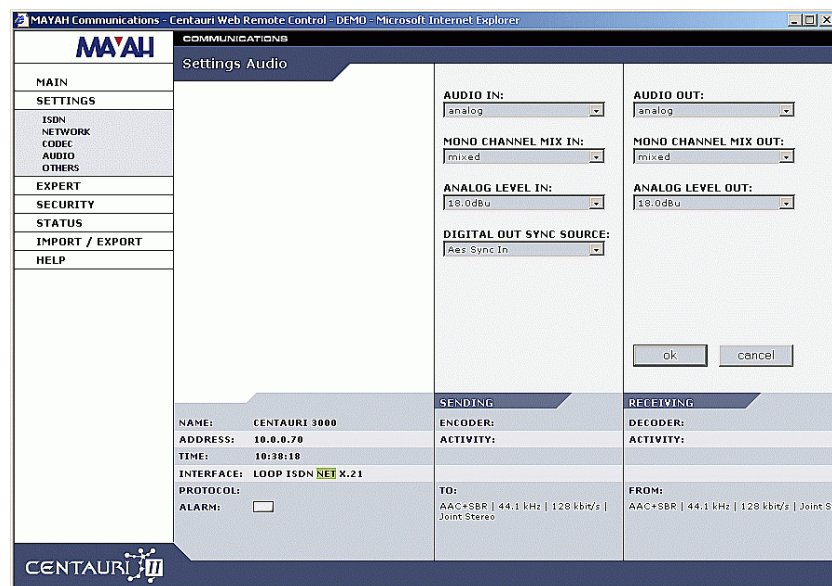 MAYAH Communications - Centauri Web Remote Control - DEMO - Microsoft Internet Explorer
MAYAH
COMMUNICATIONS
Settings Audio
MAIN
SETTINGS
ISDN
NETWORK
CODEC
AUDIO
OTHERS
EXPERT
SECURITY
STATUS
IMPORT / EXPORT
HELP
AUDIO IN:
analog
MONO CHANNEL MIX IN:
mixed
ANALOG LEVEL IN:
18.0dBu
DIGITAL OUT SYNC SOURCE:
Aes Sync In
AUDIO OUT:
analog
MONO CHANNEL MIX OUT:
mixed
ANALOG LEVEL OUT:
18.0dBu
ok cancel
NAME: CENTAURI 3000
ADDRESS: 10.0.0.70
TIME: 10:38:18
INTERFACE: LOOP ISDN NET X.21
PROTOCOL:
ALARM:
SENDING
ENCODER:
ACTIVITY:
TO:
AAC+SBR | 44.1 kHz | 128 kbit/s |
Joint Stereo
RECEIVING
DECODER:
ACTIVITY:
FROM:
AAC+SBR | 44.1 kHz | 128 kbit/s | Joint S
CENTAURI II